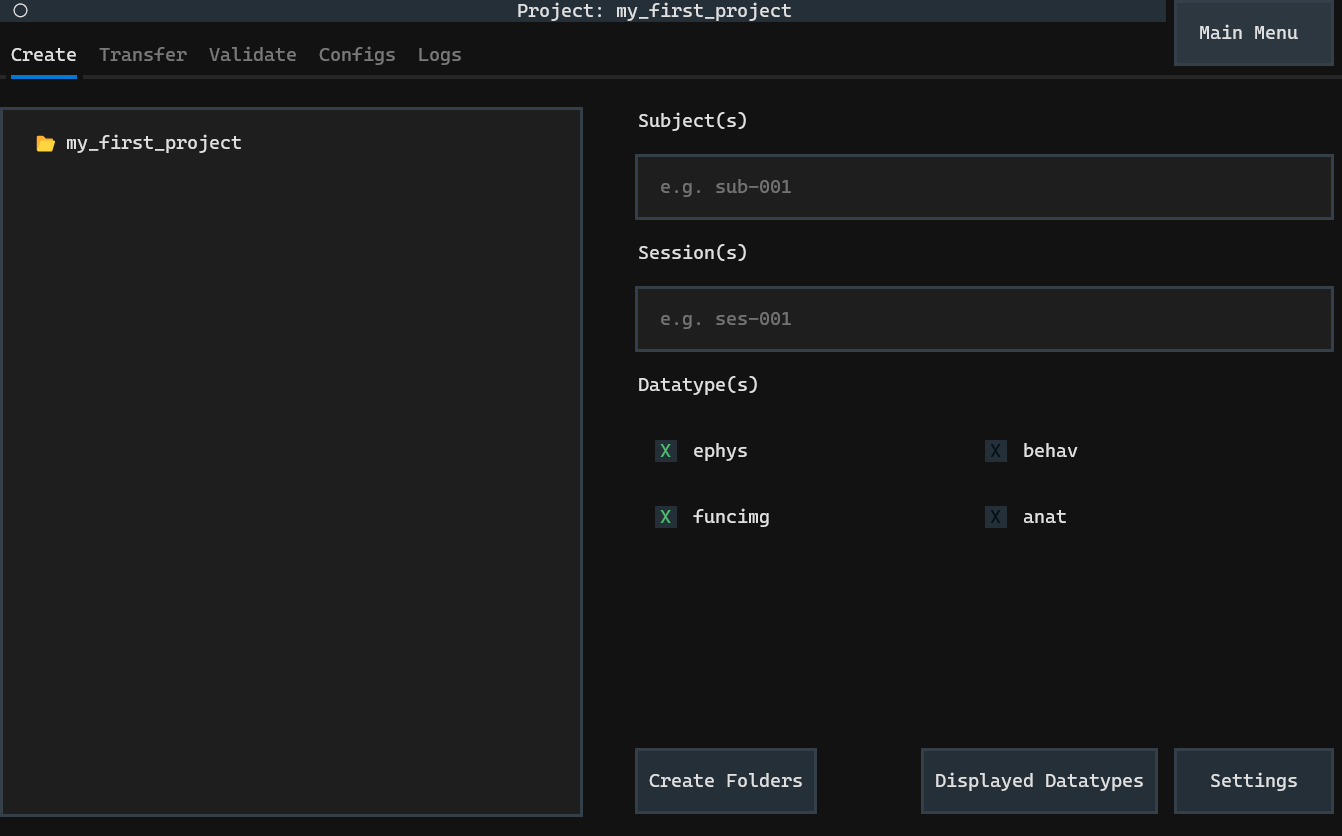 Project: my_first_project
Main Menu
Create Transfer Validate Configs Logs
my_first_project
Subject(s)
e.g. sub-001
Session(s)
e.g. ses-001
Datatype(s)
X ephys
X behav
X funcimg
X anat
Create Folders
Displayed Datatypes
Settings